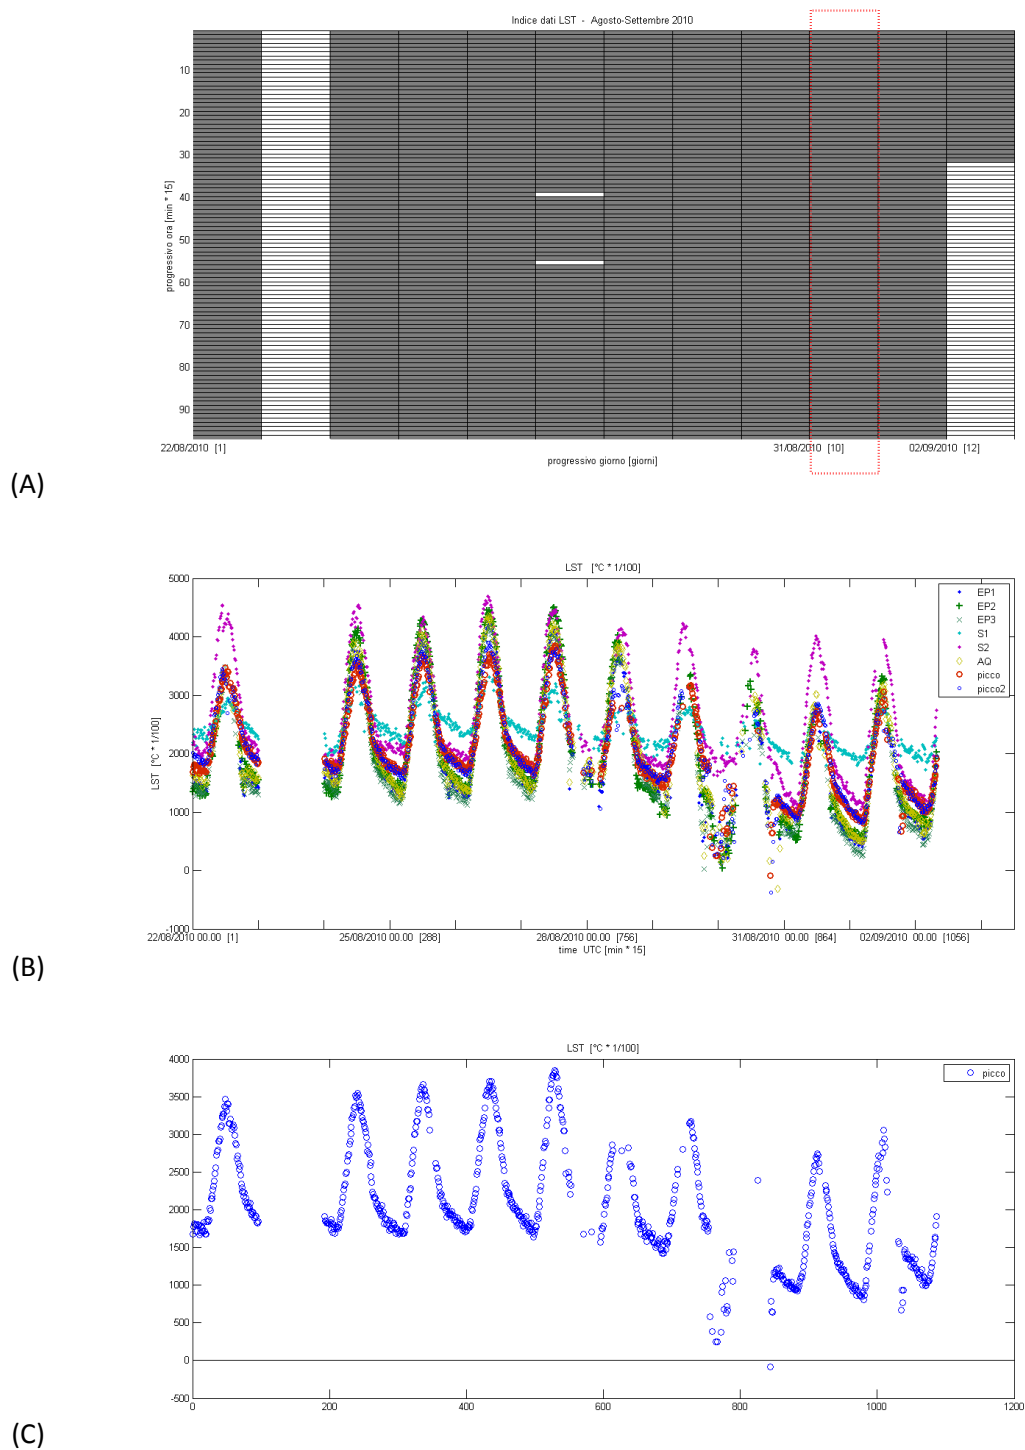 Indice dati LST - Agosto-Settembre 2010
progressivo ora [min * 15]
10
20
30
40
50
60
70
80
90
22/08/2010 [1]
31/08/2010 [10]
02/09/2010 [12]
progressivo giorno [giorni]
(A)
LST [°C * 1/100]
LST [°C * 1/100]
5000
4000
3000
2000
1000
0
-1000
EP1
EP2
EP3
S1
S2
AQ
picco
picco2
22/08/2010 00.00 [1]
25/08/2010 00.00 [288]
28/08/2010 00.00 [756]
31/08/2010 00.00 [864]
02/09/2010 00.00 [1056]
time UTC [min * 15]
(B)
LST [°C * 1/100]
4000
3500
3000
2500
2000
1500
1000
500
0
-500
picco
0
200
400
600
800
1000
1200
(C)